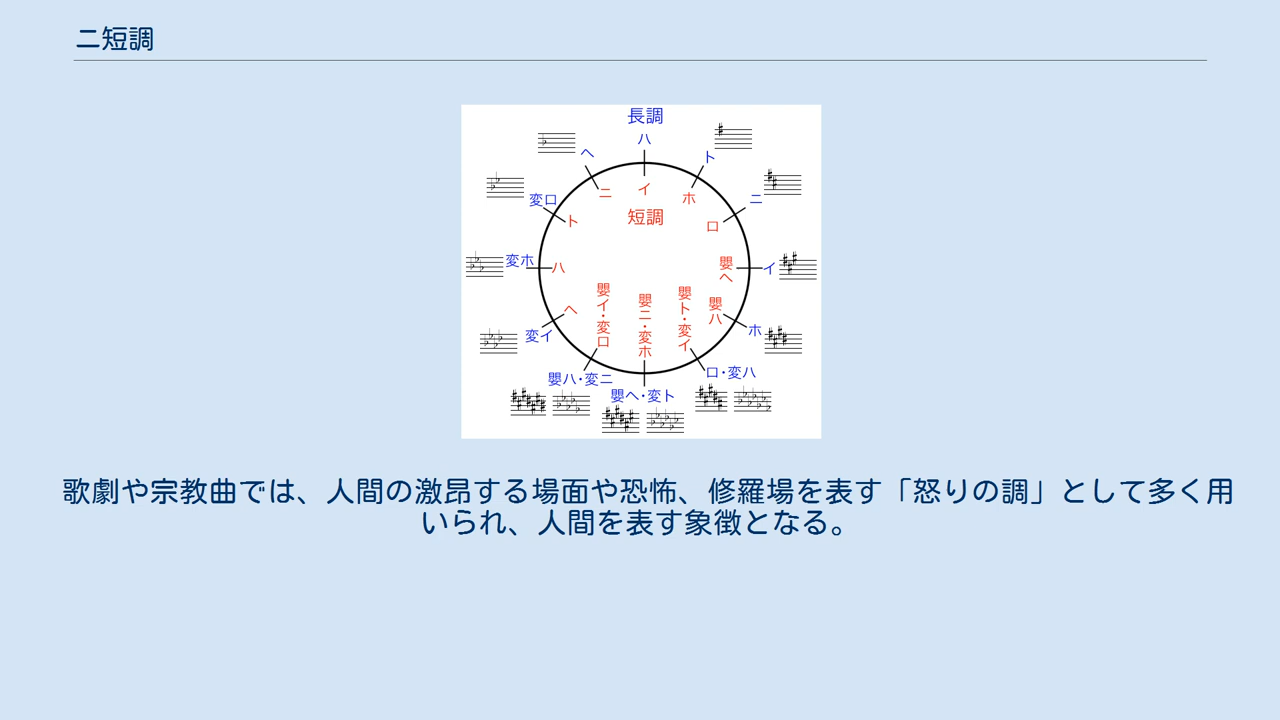 ニ短調
長調
ハ
ヘ
ト
変ロ
ニ
イ
ホ
ニ
短調
ト
ロ
変ホ
ハ
嬰ヘ
イ
ヘ
嬰イ・変ロ
嬰ニ・変ホ
嬰ト・変イ
嬰ハ
変イ
ホ
嬰ハ・変ニ
ロ・変ハ
嬰ヘ・変ト
歌劇や宗教曲では、人間の激昂する場面や恐怖、修羅場を表す「怒りの調」として多く用
いられ、人間を表す象徴となる。